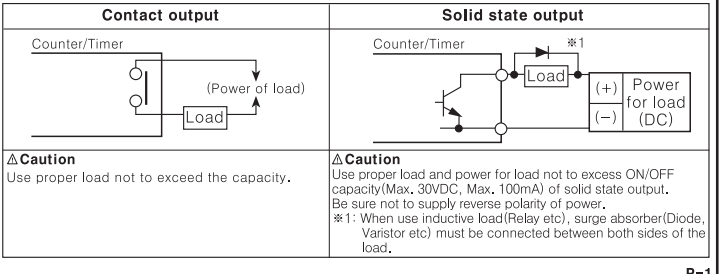 Contact output
Solid state output
Counter/Timer
(Power of load)
Load
Counter/Timer
※1
Load
(+)
(−)
Power
for load
(DC)
⚠Caution
Use proper load not to exceed the capacity.
⚠Caution
Use proper load and power for load not to excess ON/OFF
capacity(Max. 30VDC, Max. 100mA) of solid state output.
Be sure not to supply reverse polarity of power.
※1: When use inductive load(Relay etc), surge absorber(Diode,
Varistor etc) must be connected between both sides of the
load.